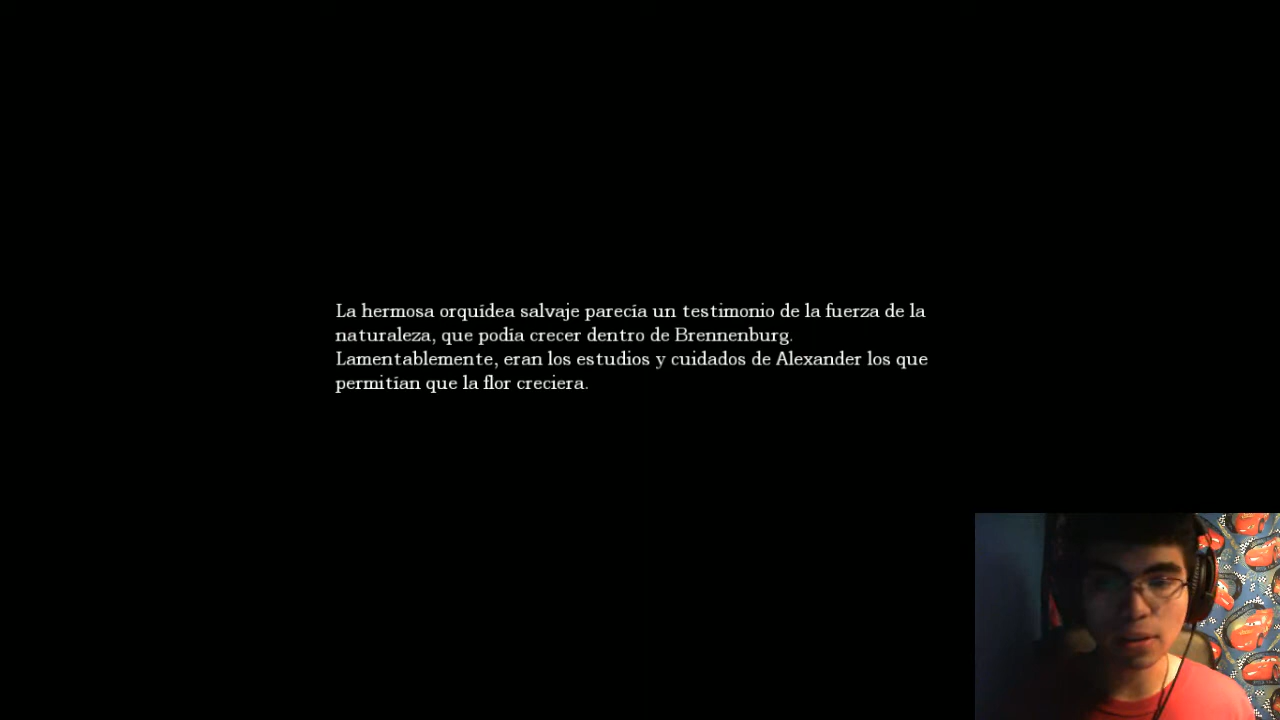 La hermosa orquídea salvaje parecía un testimonio de la fuerza de la
naturaleza, que podía crecer dentro de Brennenburg.
Lamentablemente, eran los estudios y cuidados de Alexander los que
permitían que la flor creciera.